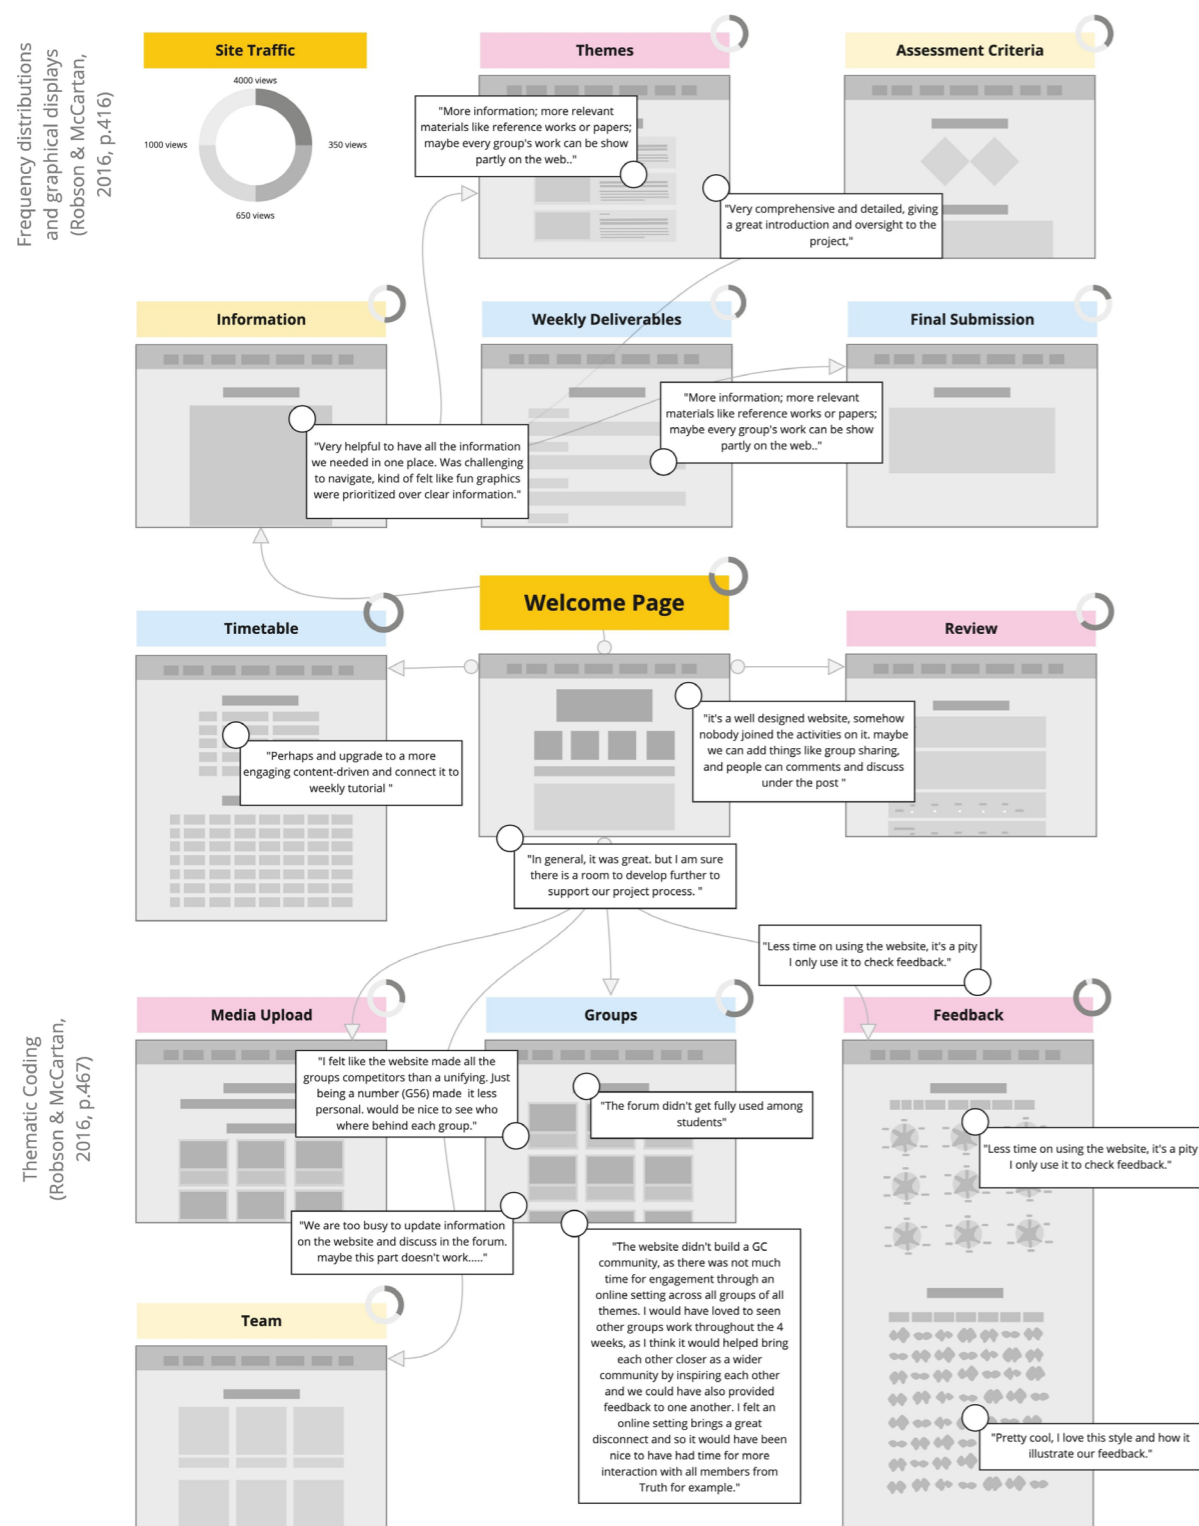 Frequency distributions
and graphical displays
(Robson & McCartan,
2016, p.416)
Site Traffic
4000 views
1000 views
350 views
650 views
Themes
"More information; more relevant
materials like reference works or papers;
maybe every group's work can be show
partly on the web.."
Assessment Criteria
"Very comprehensive and detailed, giving
a great introduction and oversight to the
project,"
Information
"Very helpful to have all the information
we needed in one place. Was challenging
to navigate, kind of felt like fun graphics
were prioritized over clear information."
Weekly Deliverables
"More information; more relevant
materials like reference works or papers;
maybe every group's work can be show
partly on the web.."
Final Submission
Timetable
"Perhaps and upgrade to a more
engaging content-driven and connect it to
weekly tutorial "
Welcome Page
"it's a well designed website, somehow
nobody joined the activities on it. maybe
we can add things like group sharing,
and people can comments and discuss
under the post "
"In general, it was great. but I am sure
there is a room to develop further to
support our project process. "
Review
"Less time on using the website, it's a pity
I only use it to check feedback."
Thematic Coding
(Robson & McCartan,
2016, p.467)
Media Upload
"I felt like the website made all the
groups competitors than a unifying. Just
being a number (G56) made  it less
personal. would be nice to see who
where behind each group."
Groups
"The forum didn't get fully used among
students"
"We are too busy to update information
on the website and discuss in the forum.
maybe this part doesn't work....."
"The website didn't build a GC
community, as there was not much
time for engagement through an
online setting across all groups of all
themes. I would have loved to seen
other groups work throughout the 4
weeks, as I think it would helped bring
each other closer as a wider
community by inspiring each other
and we could have also provided
feedback to one another. I felt an
online setting brings a great
disconnect and so it would have been
nice to have had time for more
interaction with all members from
Truth for example."
Feedback
"Less time on using the website, it's a pity
I only use it to check feedback."
"Pretty cool, I love this style and how it
illustrate our feedback."
Team